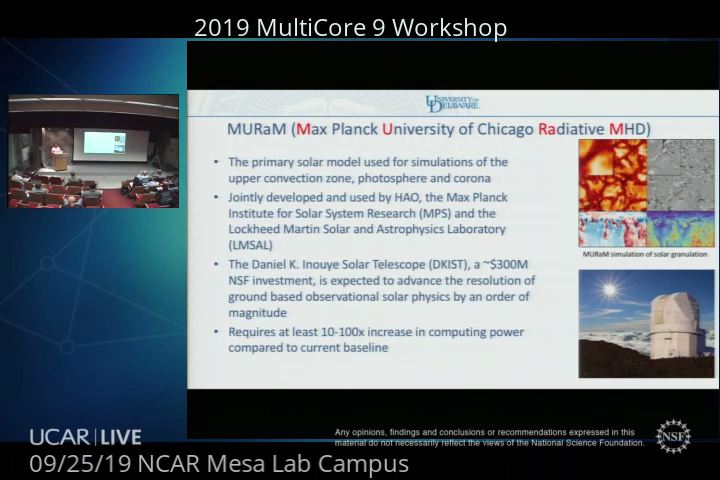 2019 MultiCore 9 Workshop
UNIVERSITY OF
DELAWARE
MURaM (Max Planck University of Chicago Radiative MHD)
• The primary solar model used for simulations of the
upper convection zone, photosphere and corona
• Jointly developed and used by HAO, the Max Planck
Institute for Solar System Research (MPS) and the
Lockheed Martin Solar and Astrophysics Laboratory
(LMSAL)
• The Daniel K. Inouye Solar Telescope (DKIST), a ~$300M
NSF investment, is expected to advance the resolution of
ground based observational solar physics by an order of
magnitude
• Requires at least 10-100x increase in computing power
compared to current baseline
MURaM simulation of solar granulation
UCAR|LIVE
Any opinions, findings and conclusions or recommendations expressed in this
material do not necessarily reflect the views of the National Science Foundation.
NSF
09/25/19 NCAR Mesa Lab Campus